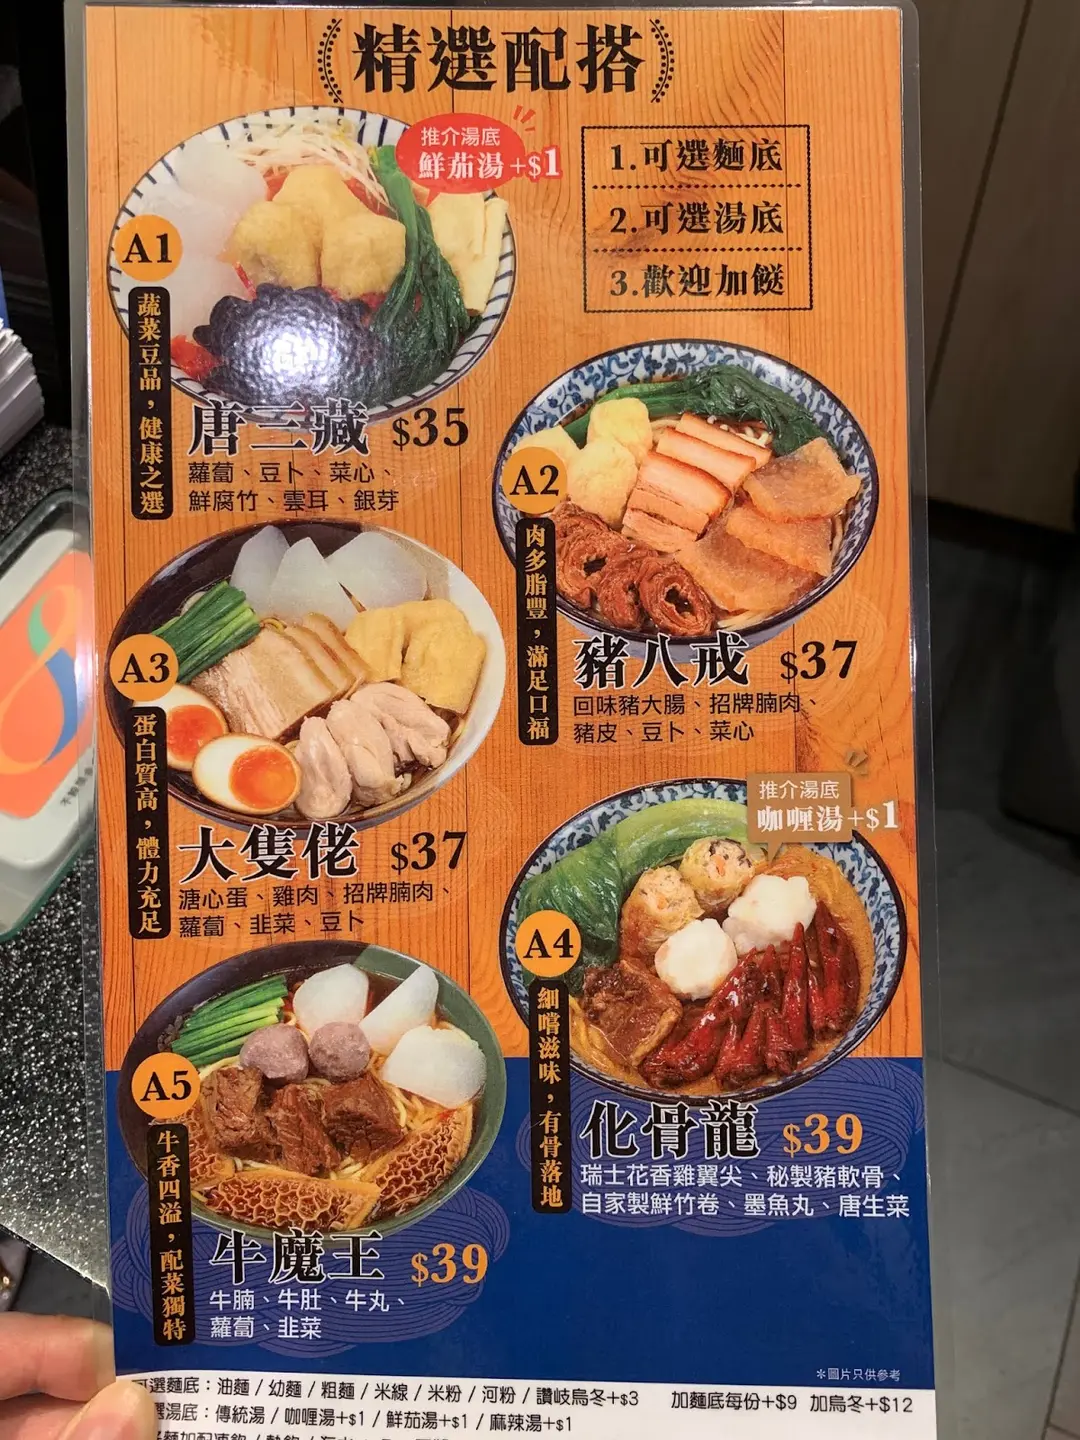 精選配搭
推介湯底
鮮茄湯+$1
1.可選麵底
2.可選湯底
3.歡迎加餸
A1
蔬菜豆品，健康之選
唐三藏 $35
蘿蔔、豆卜、菜心、
鮮腐竹、雲耳、銀芽
A2
肉多脂豐，滿足口福
豬八戒 $37
回味豬大腸、招牌腩肉、
豬皮、豆卜、菜心
A3
蛋白質高，體力充足
大隻佬 $37
溏心蛋、雞肉、招牌腩肉、
蘿蔔、韭菜、豆卜
推介湯底
咖喱湯+$1
A4
細嚐滋味，有骨落地
化骨龍 $39
瑞士花香雞翼尖、秘製豬軟骨、
自家製鮮竹卷、墨魚丸、唐生菜
A5
牛香四溢，配菜獨特
牛魔王 $39
牛腩、牛肚、牛丸、
蘿蔔、韭菜
*圖片只供參考
可選麵底：油麵 / 幼麵 / 粗麵 / 米線 / 米粉 / 河粉 / 讚岐烏冬+$3 加麵底每份+$9 加烏冬+$12
選湯底：傳統湯 / 咖喱湯+$1 / 鮮茄湯+$1 / 麻辣湯+$1